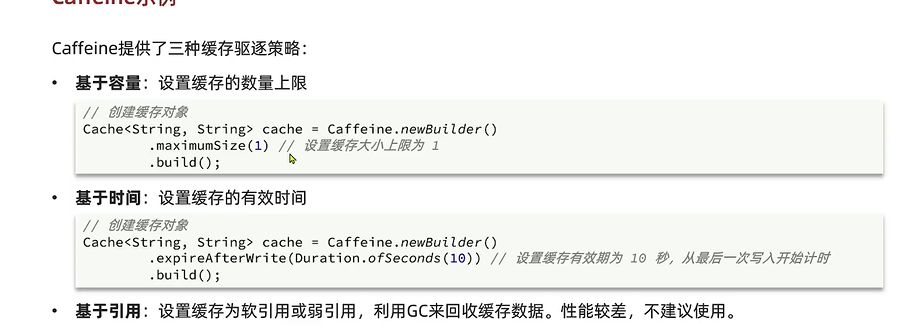 Caffeine示例
Caffeine提供了三种缓存驱逐策略：
• 基于容量：设置缓存的数量上限
// 创建缓存对象
Cache<String, String> cache = Caffeine.newBuilder()
        .maximumSize(1) // 设置缓存大小上限为 1
        .build();
• 基于时间：设置缓存的有效时间
// 创建缓存对象
Cache<String, String> cache = Caffeine.newBuilder()
        .expireAfterWrite(Duration.ofSeconds(10)) // 设置缓存有效期为 10 秒，从最后一次写入开始计时
        .build();
• 基于引用：设置缓存为软引用或弱引用，利用GC来回收缓存数据。性能较差，不建议使用。